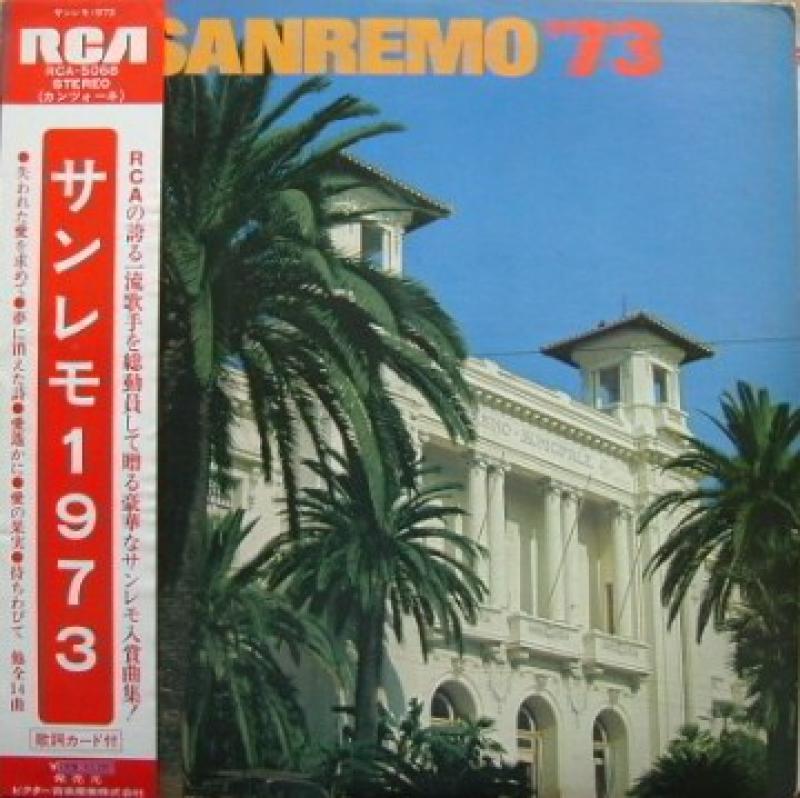 サンレモ1973
RCA
RCA-5068
STEREO
(カンツォーネ)
SANREMO '73
RCAの誇る一流歌手を総動員して贈る豪華なサンレモ入賞曲集!
サンレモ1973
●失われた愛を求めて●夢に消えた詩●愛遥かに●愛の果実●待ちわびて 他全14曲
歌詞カード付
発売元
ビクター音楽産業株式会社
MUNICIPALE